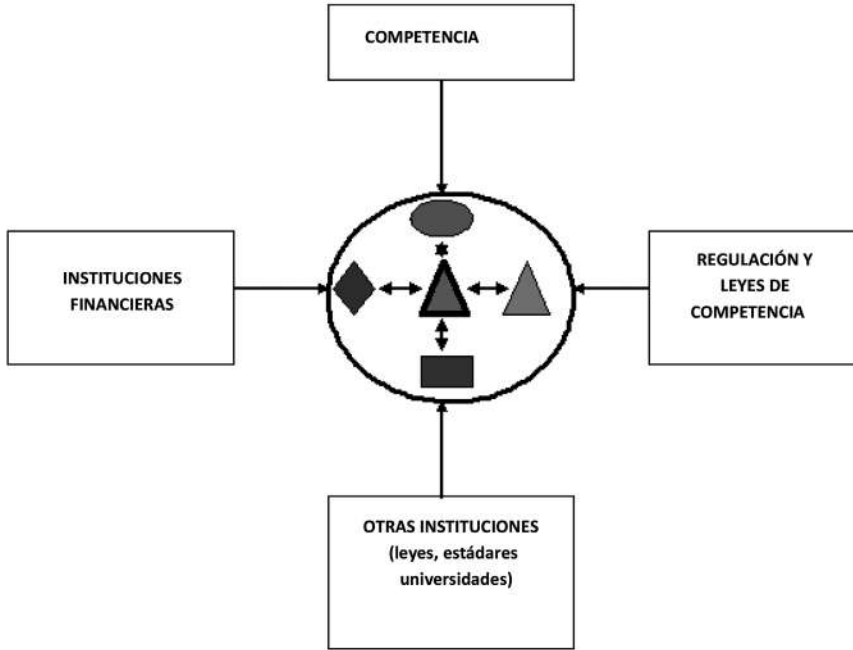 COMPETENCIA
INSTITUCIONES
FINANCIERAS
REGULACIÓN Y
LEYES DE
COMPETENCIA
OTRAS INSTITUCIONES
(leyes, estádares
universidades)